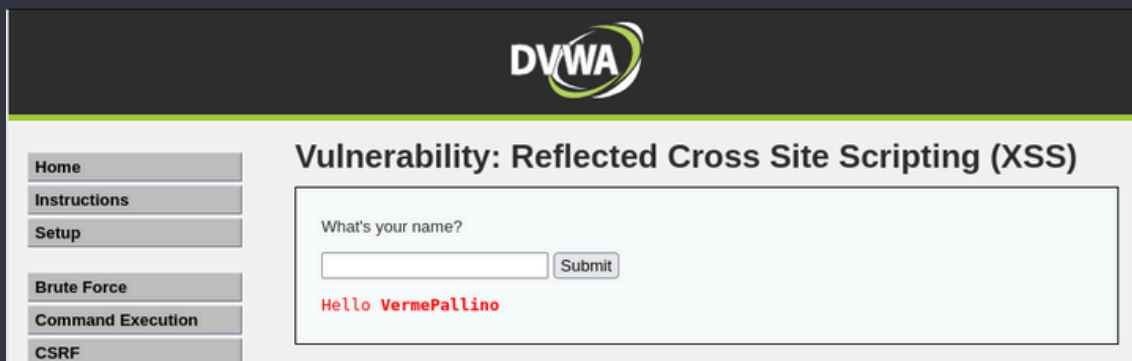 DVWA
Home
Instructions
Setup
Brute Force
Command Execution
CSRF
Vulnerability: Reflected Cross Site Scripting (XSS)
What's your name?
Submit
Hello VermePallino